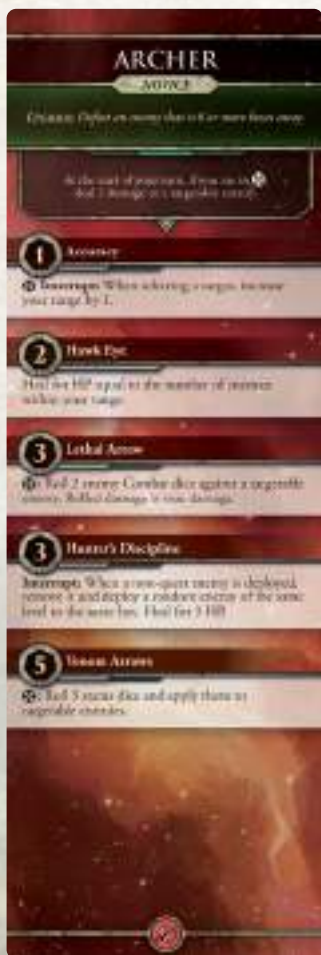 ARCHER
NOVICE
Defeat an enemy that is 6 or more hexes away.
At the start of your turn, if you are in
deal 2 damage to a targetable enemy.
1 Accuracy
Interrupt: When selecting a target, increase
your range by 1.
2 Hawk Eye
Heal for HP equal to the number of enemies
within your range.
3 Lethal Arrow
: Roll 2 enemy Combat dice against a targetable
enemy. Rolled damage is true damage.
3 Hunter's Discipline
Interrupt: When a non-quest enemy is deployed,
remove it and deploy a random enemy of the same
level to the same hex. Heal for 3 HP.
5 Venom Arrows
: Roll 3 status dice and apply them to
targetable enemies.